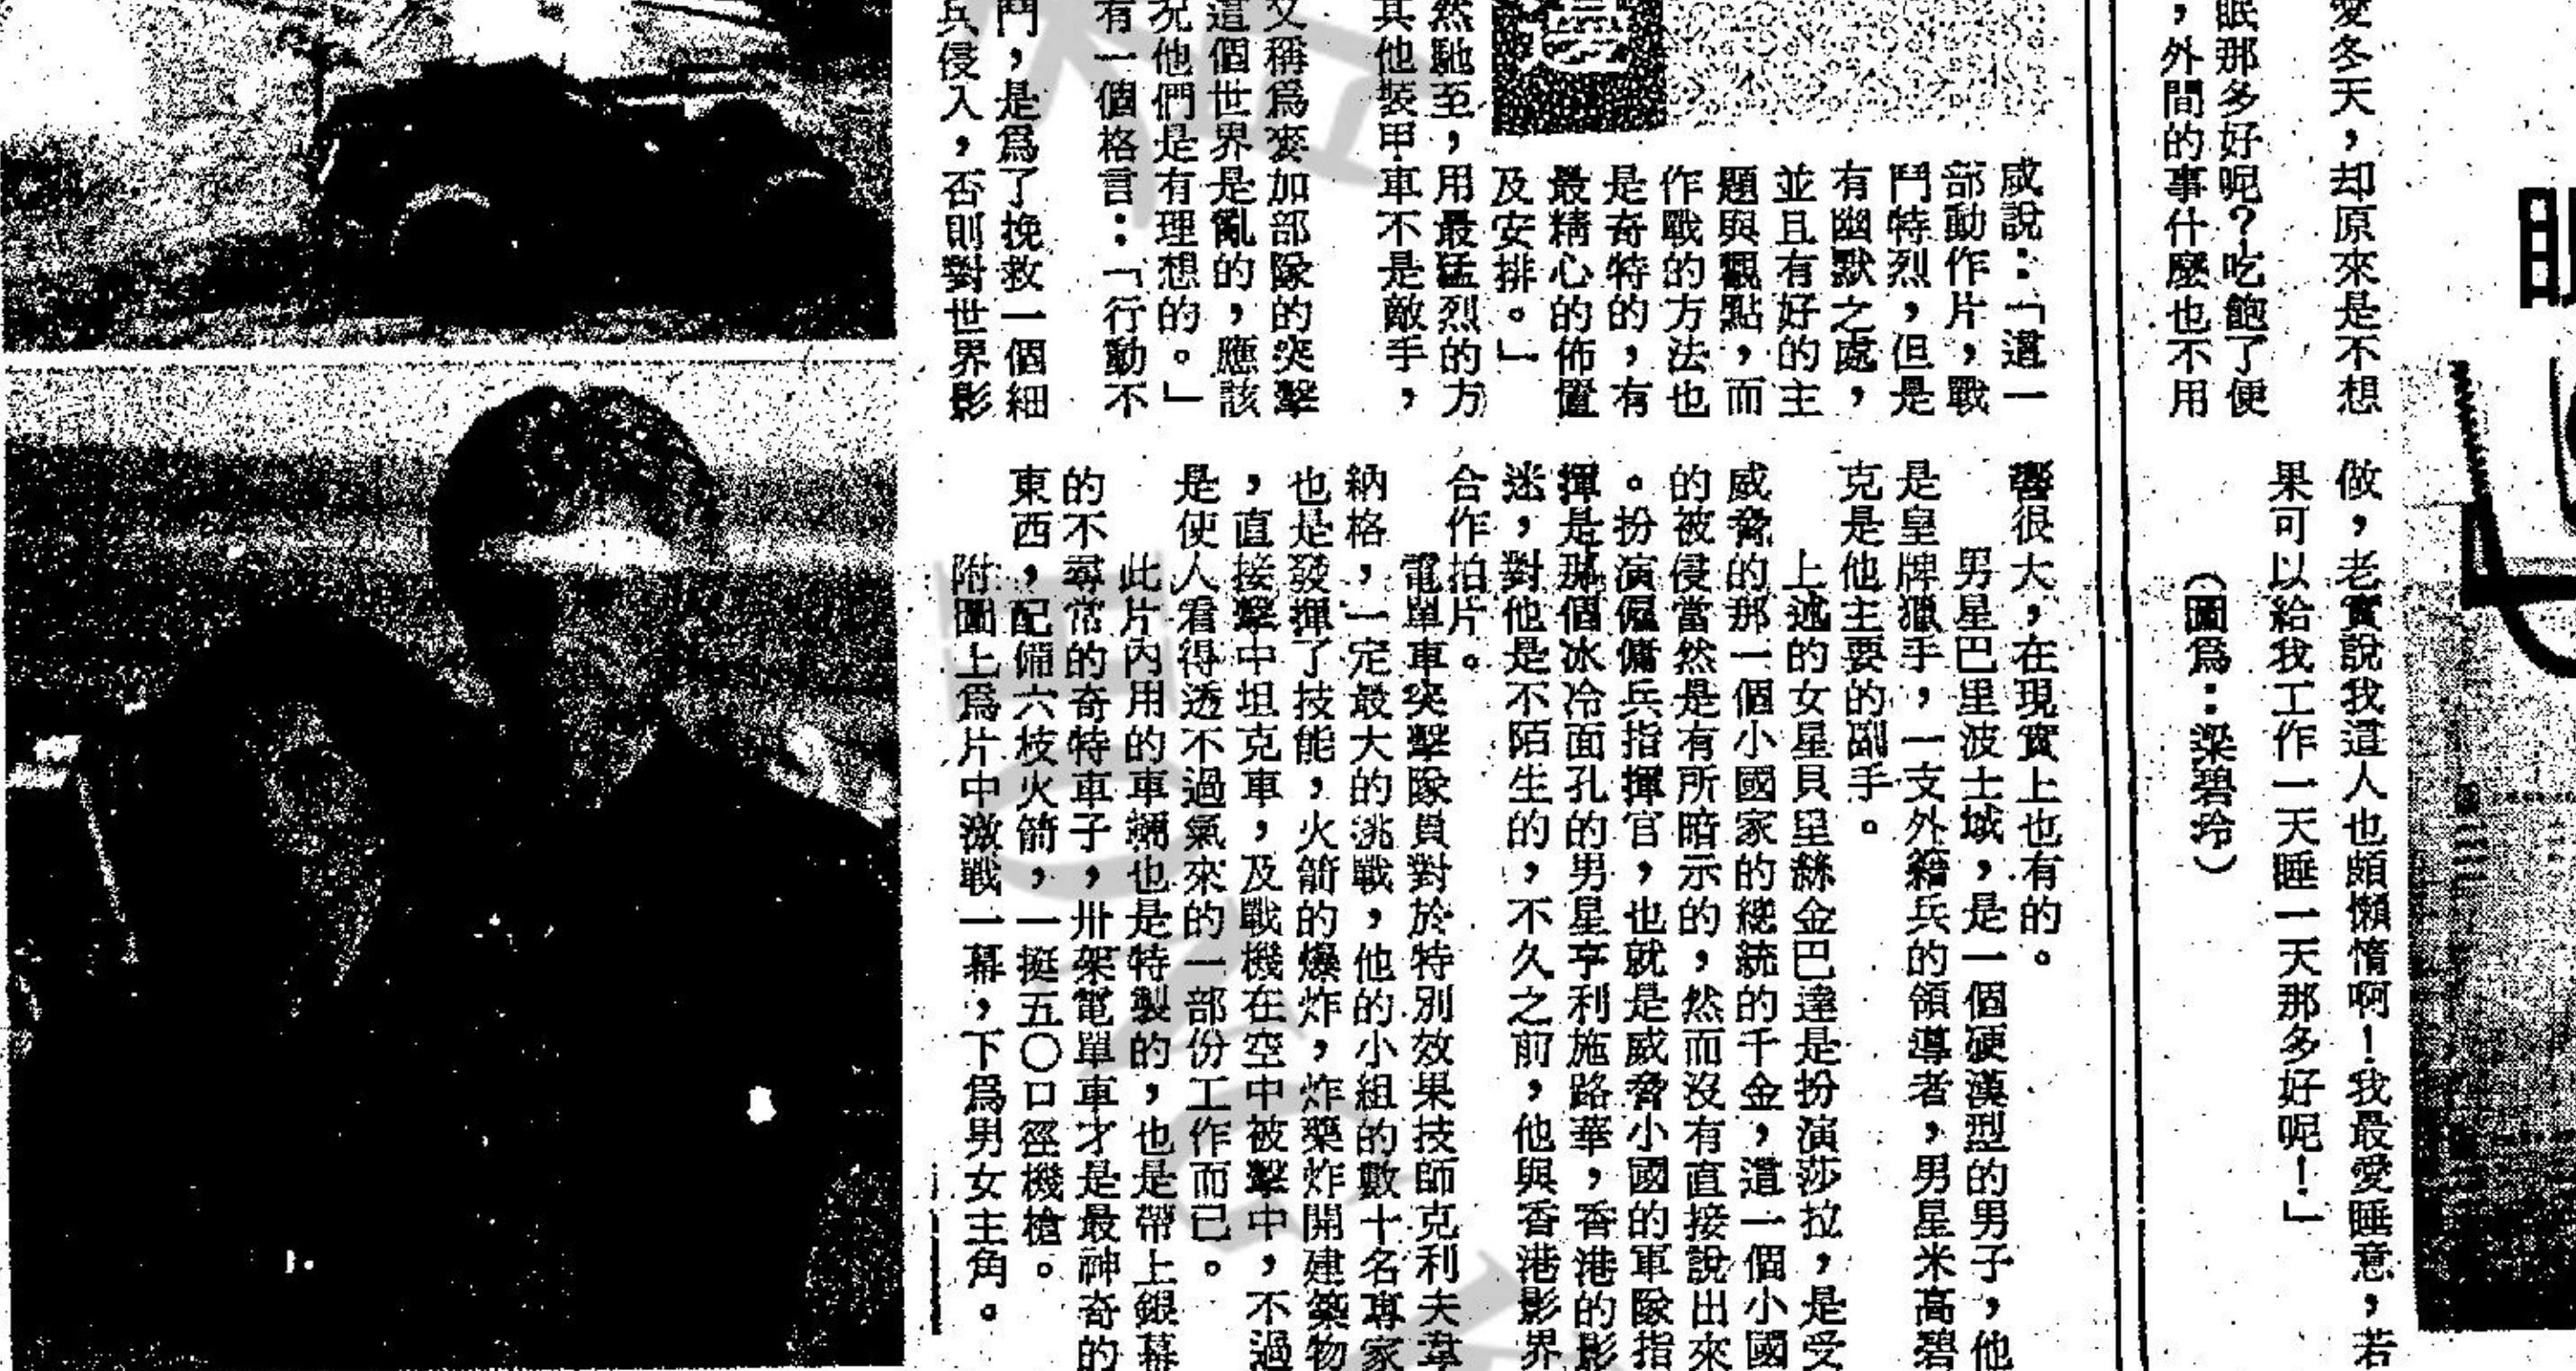 愛冬天，却原來是不想
眠那多好呢？吃飽了便
，外間的事什麼也不用
做，老實說我這人也頗懶惰啊！我最愛睡意，若
果可以給我工作一天睡一天那多好呢！」
（圖爲：梁碧玲）
眼
威說：「這一
部動作片，戰
鬥特烈，但是
有幽默之處，
並且有好的主
題與觀點，而
作戰的方法也
是奇特的，有
最精心的佈置
及安排。」
然馳至，用最猛烈的方
其他裝甲車不是敵手，
又稱爲麥加部隊的突擊
這個世界是亂的，應該
況他們是有理想的。」
有一個格言：「行動不
鬥，是爲了挽救一個細
兵侵入，否則對世界影
響很大，在現實上也有的。
男星巴里波士域，是一個硬漢型的男子，他
是皇牌獵手，一支外籍兵的領導者，男星米高碧
克是他主要的副手。
上述的女星貝里絲金巴達是扮演莎拉，是受
威脅的那一個小國家的總統的千金，這一個小國
的被侵當然是有所暗示的，然而沒有直接說出來
。扮演僱傭兵指揮官，也就是威脅小國的軍隊指
揮是那個冰冷面孔的男星亨利施路華，香港的影
迷，對他是不陌生的，不久之前，他與香港影界
合作拍片。
電單車突擊隊員對於特別效果技師克利夫韋
納格，一定最大的挑戰，他的小組的數十名專家
也是發揮了技能，火箭的爆炸，炸藥炸開建築物
，直接擊中坦克車，及戰機在空中被擊中，不過
是使人看得透不過氣來的一部份工作而已。
此片內用的車輛也是特製的，也是帶上銀幕
的不尋常的奇特車子，卅架電單車才是最神奇的
東西，配備六枝火箭，一挺五〇口徑機槍。
附圖上爲片中激戰一幕，下爲男女主角。